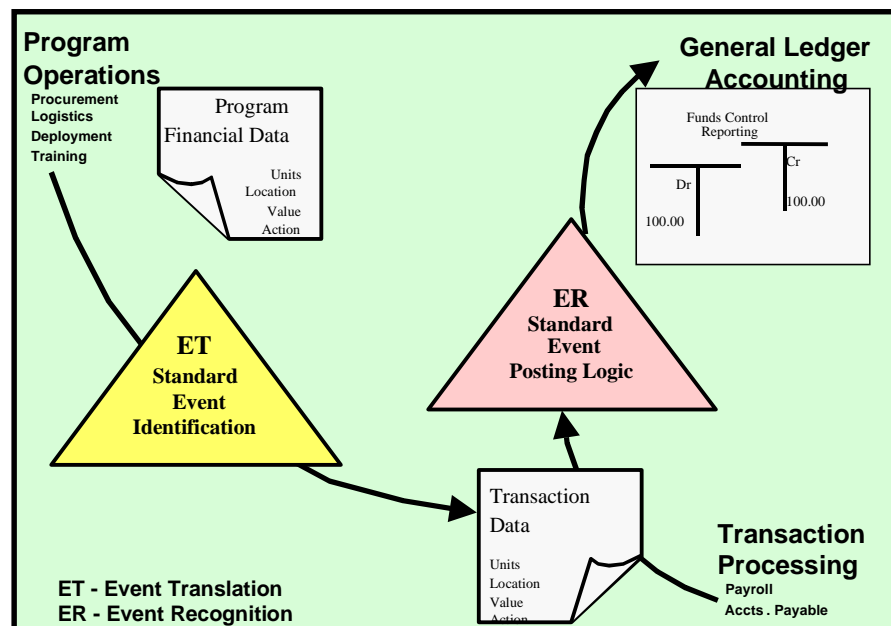 Program
Operations
Procurement
Logistics
Deployment
Training
Program
Financial Data
Units
Location
Value
Action
General Ledger
Accounting
Funds Control
Reporting
Dr
100.00
Cr
100.00
ET
Standard
Event
Identification
ER
Standard
Event
Posting Logic
Transaction
Data
Units
Location
Value
Action
Transaction
Processing
Payroll
Accts . Payable
ET - Event Translation
ER - Event Recognition